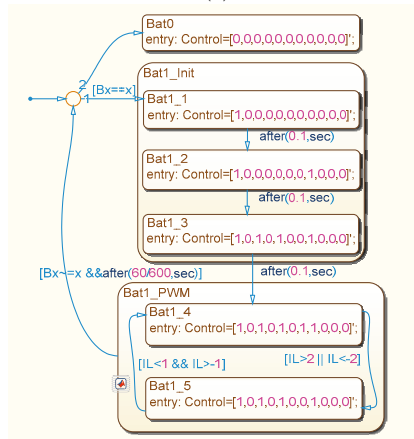 Bat0
entry: Control=[0,0,0,0,0,0,0,0,0,0]';
2
[Bx==x]
1
Bat1_Init
Bat1_1
entry: Control=[1,0,0,0,0,0,0,0,0,0]';
after(0.1,sec)
Bat1_2
entry: Control=[1,0,0,0,0,0,1,0,0,0]';
after(0.1,sec)
Bat1_3
entry: Control=[1,0,1,0,1,0,0,1,0,0,0]';
after(0.1,sec)
[Bx~=x &&after(60/600,sec)]
Bat1_PWM
Bat1_4
entry: Control=[1,0,1,0,1,0,1,1,0,0,0]';
[IL<1 && IL>-1]
[IL>2 || IL<-2]
Bat1_5
entry: Control=[1,0,1,0,1,0,0,1,0,0,0]';